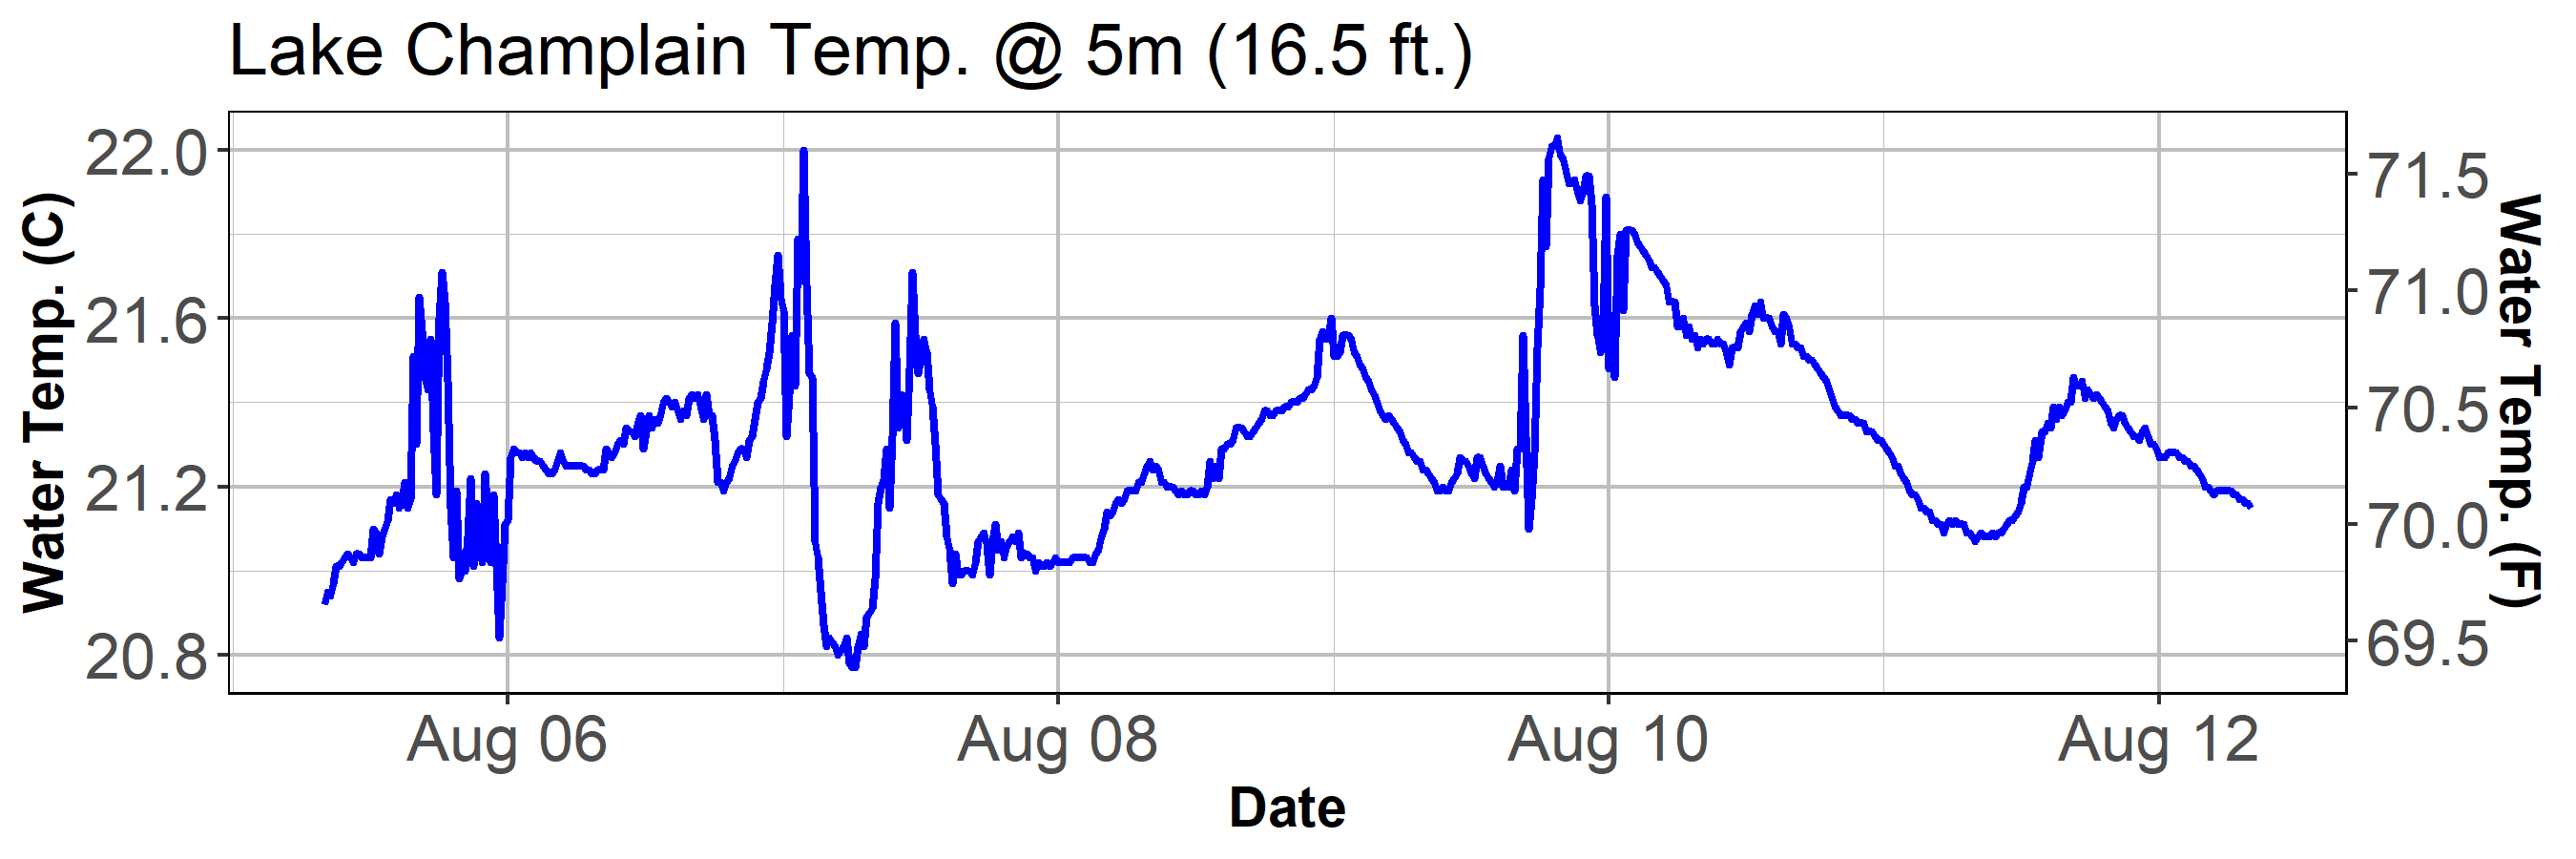 Lake Champlain Temp. @ 5m (16.5 ft.)
Water Temp. (C)
22.0
21.6
21.2
20.8
71.5
71.0
70.5
70.0
69.5
Water Temp. (F)
Aug 06 Aug 08 Aug 10 Aug 12
Date